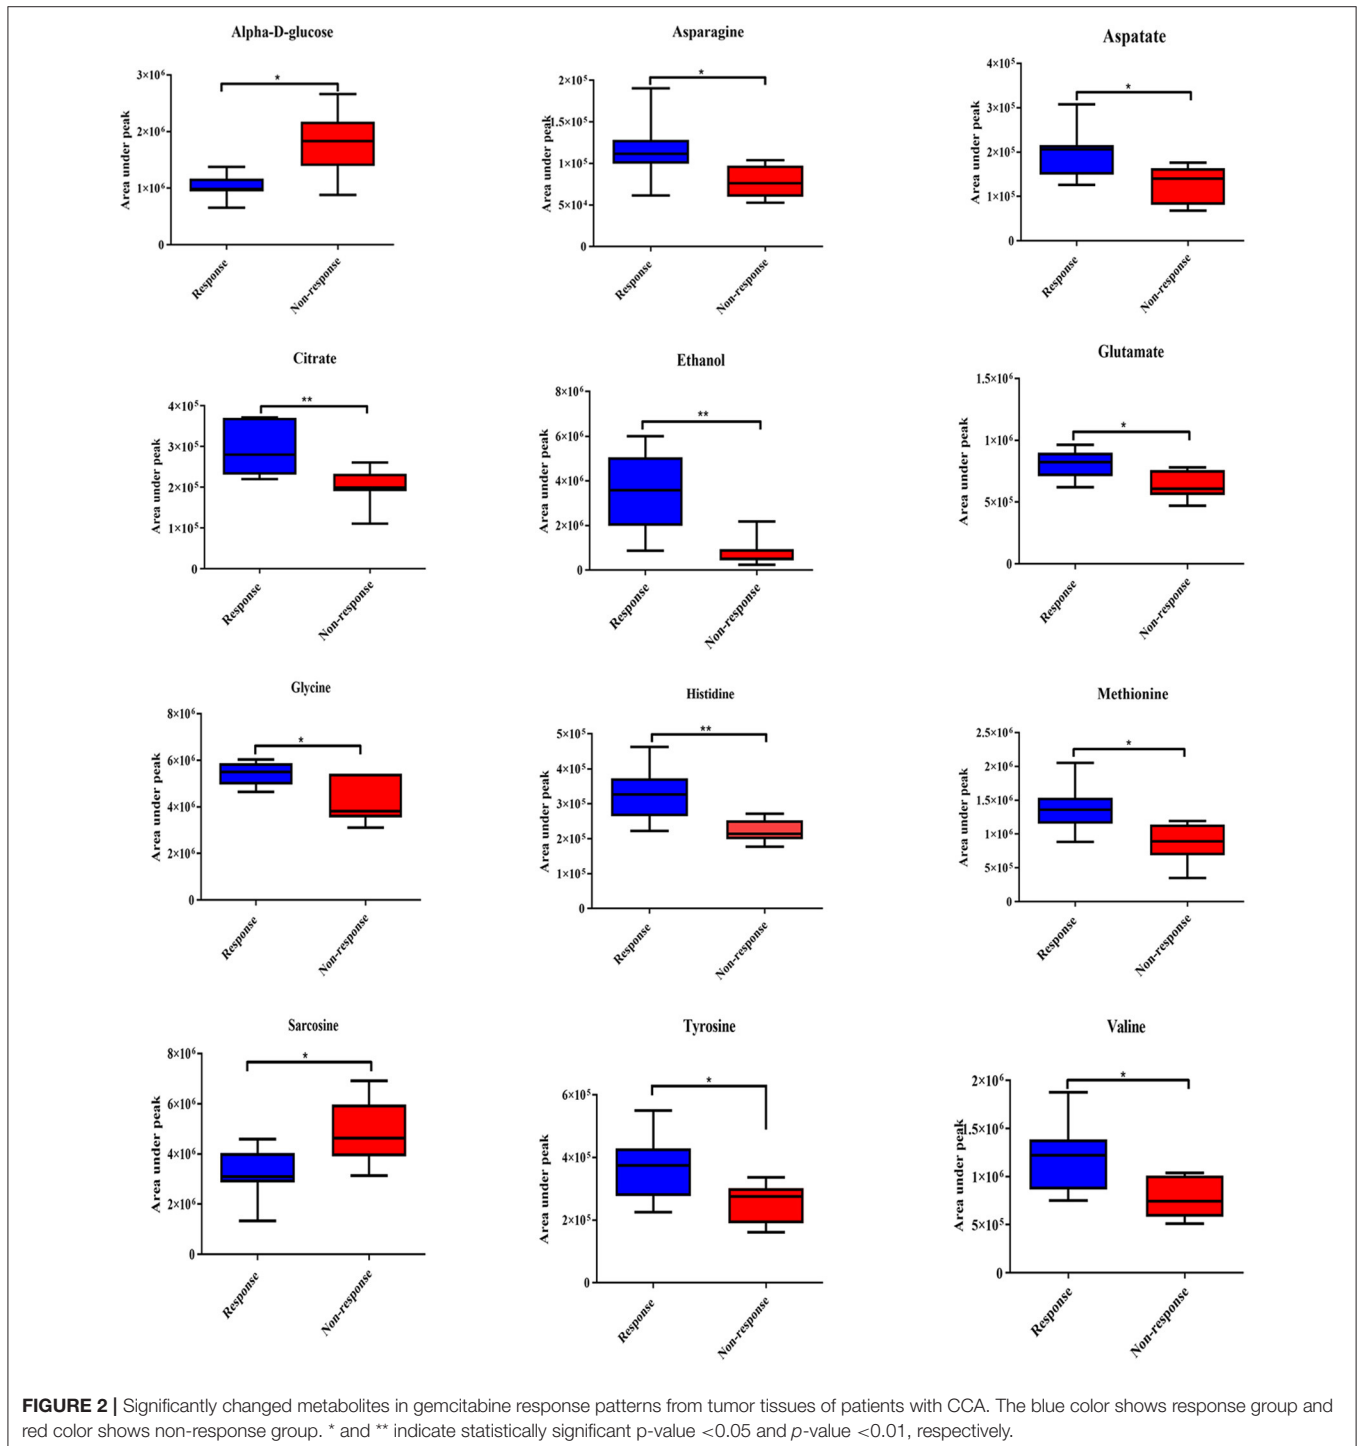 Alpha-D-glucose
Area under peak
3×10⁶
2×10⁶
1×10⁶
0
*
Response
Non-response
Asparagine
Area under peak
2×10⁵
1.5×10⁵
1×10⁵
5×10⁴
0
*
Response
Non-response
Aspatate
Area under peak
4×10⁵
3×10⁵
2×10⁵
1×10⁵
0
*
Response
Non-response
Citrate
Area under peak
4×10⁵
3×10⁵
2×10⁵
1×10⁵
0
**
Response
Non-response
Ethanol
Area under peak
8×10⁶
6×10⁶
4×10⁶
2×10⁶
0
**
Response
Non-response
Glutamate
Area under peak
1.5×10⁶
1×10⁶
5×10⁵
0
*
Response
Non-response
Glycine
Area under peak
8×10⁶
6×10⁶
4×10⁶
2×10⁶
0
*
Response
Non-response
Histidine
Area under peak
5×10⁵
4×10⁵
3×10⁵
2×10⁵
1×10⁵
0
**
Response
Non-response
Methionine
Area under peak
2.5×10⁶
2×10⁶
1.5×10⁶
1×10⁶
5×10⁵
0
*
Response
Non-response
Sarcosine
Area under peak
8×10⁶
6×10⁶
4×10⁶
2×10⁶
0
*
Response
Non-response
Tyrosine
Area under peak
6×10⁵
4×10⁵
2×10⁵
0
*
Response
Non-response
Valine
Area under peak
2×10⁶
1.5×10⁶
1×10⁶
5×10⁵
0
*
Response
Non-response
FIGURE 2 | Significantly changed metabolites in gemcitabine response patterns from tumor tissues of patients with CCA. The blue color shows response group and
red color shows non-response group. * and ** indicate statistically significant p-value <0.05 and p-value <0.01, respectively.